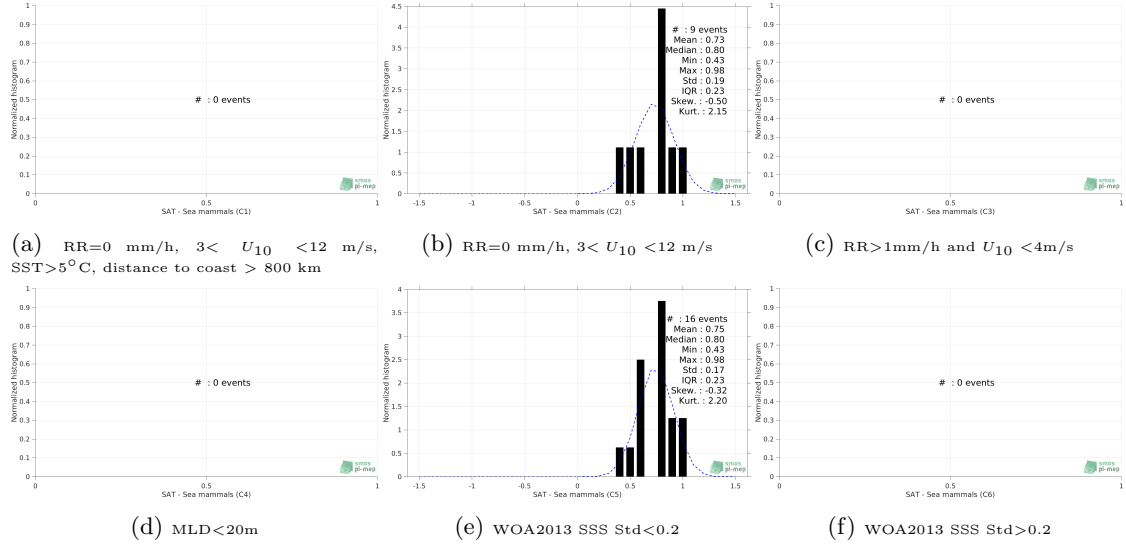 1
0.9
0.8
0.7
0.6
0.5
0.4
0.3
0.2
0.1
0
Normalized histogram
# : 0 events
smos
pi-mep
0 0.5 1
SAT - Sea mammals (C1)
(a) RR=0 mm/h, 3< U10 <12 m/s,
SST>5°C, distance to coast > 800 km
4.5
4
3.5
3
2.5
2
1.5
1
0.5
0
Normalized histogram
# : 9 events
Mean : 0.73
Median : 0.80
Min : 0.43
Max : 0.98
Std : 0.19
IQR : 0.23
Skew. : -0.50
Kurt. : 2.15
smos
pi-mep
-1.5 -1 -0.5 0 0.5 1 1.5
SAT - Sea mammals (C2)
(b) RR=0 mm/h, 3< U10 <12 m/s
1
0.9
0.8
0.7
0.6
0.5
0.4
0.3
0.2
0.1
0
Normalized histogram
# : 0 events
smos
pi-mep
0 0.5 1
SAT - Sea mammals (C3)
(c) RR>1mm/h and U10 <4m/s
1
0.9
0.8
0.7
0.6
0.5
0.4
0.3
0.2
0.1
0
Normalized histogram
# : 0 events
smos
pi-mep
0 0.5 1
SAT - Sea mammals (C4)
(d) MLD<20m
4
3.5
3
2.5
2
1.5
1
0.5
0
Normalized histogram
# : 16 events
Mean : 0.75
Median : 0.80
Min : 0.43
Max : 0.98
Std : 0.17
IQR : 0.23
Skew. : -0.32
Kurt. : 2.20
smos
pi-mep
-1.5 -1 -0.5 0 0.5 1 1.5
SAT - Sea mammals (C5)
(e) WOA2013 SSS Std<0.2
1
0.9
0.8
0.7
0.6
0.5
0.4
0.3
0.2
0.1
0
Normalized histogram
# : 0 events
smos
pi-mep
0 0.5 1
SAT - Sea mammals (C6)
(f) WOA2013 SSS Std>0.2